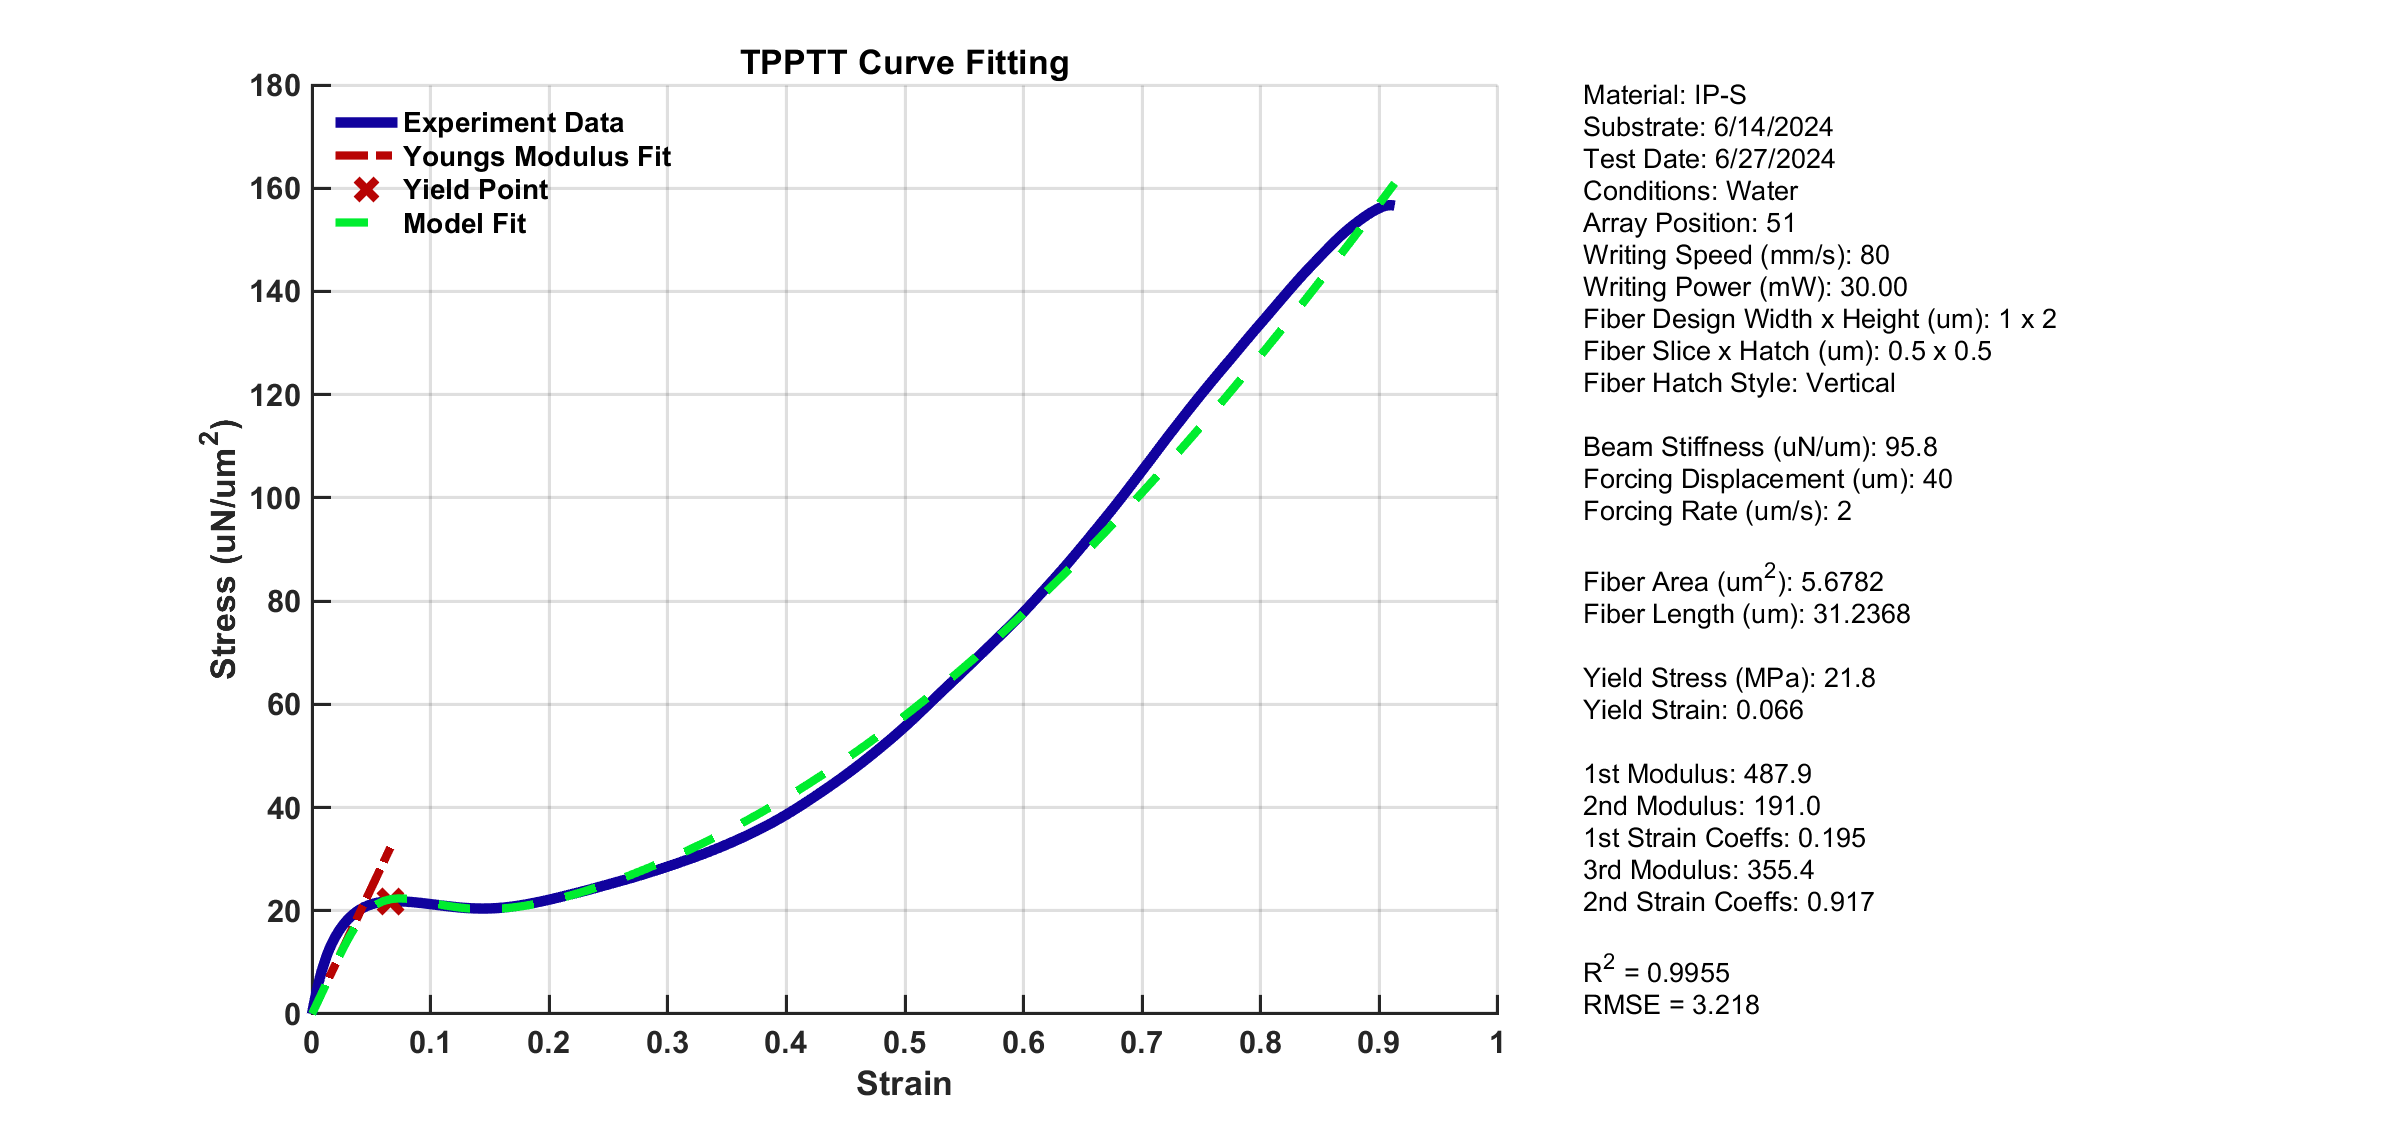 TPPTT Curve Fitting
180
160
140
120
100
80
60
40
20
0
Stress (uN/um²)
Experiment Data
Youngs Modulus Fit
Yield Point
Model Fit
0 0.1 0.2 0.3 0.4 0.5 0.6 0.7 0.8 0.9 1
Strain
Material: IP-S
Substrate: 6/14/2024
Test Date: 6/27/2024
Conditions: Water
Array Position: 51
Writing Speed (mm/s): 80
Writing Power (mW): 30.00
Fiber Design Width x Height (um): 1 x 2
Fiber Slice x Hatch (um): 0.5 x 0.5
Fiber Hatch Style: Vertical
Beam Stiffness (uN/um): 95.8
Forcing Displacement (um): 40
Forcing Rate (um/s): 2
Fiber Area (um²): 5.6782
Fiber Length (um): 31.2368
Yield Stress (MPa): 21.8
Yield Strain: 0.066
1st Modulus: 487.9
2nd Modulus: 191.0
1st Strain Coeffs: 0.195
3rd Modulus: 355.4
2nd Strain Coeffs: 0.917
R² = 0.9955
RMSE = 3.218